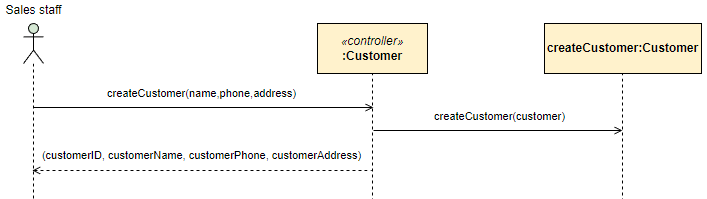 Sales staff
«controller»
:Customer
createCustomer:Customer
createCustomer(name,phone,address)
createCustomer(customer)
(customerID, customerName, customerPhone, customerAddress)